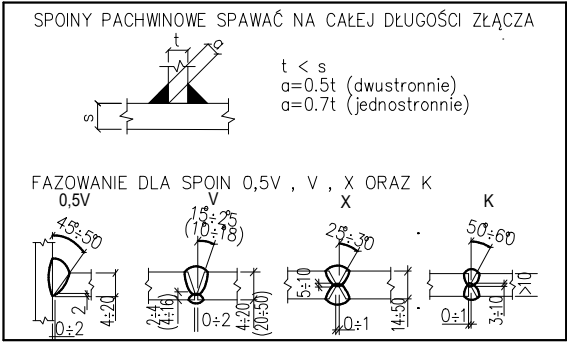 SPOINY PACHWINOWE SPAWAĆ NA CAŁEJ DŁUGOŚCI ZŁĄCZA
t
a
t < s
a=0.5t (dwustronnie)
a=0.7t (jednostronnie)
s
FAZOWANIE DLA SPOIN 0,5V , V , X ORAZ K
0,5V
V
X
K
45°÷50°
15°÷25°
(10°÷18°)
25°÷30°
50°÷60°
2
4÷20
0÷2
2÷4
(4÷16)
0÷2
4÷20
(20÷50)
5÷10
0÷1
14÷50
0÷1
3÷10
>10